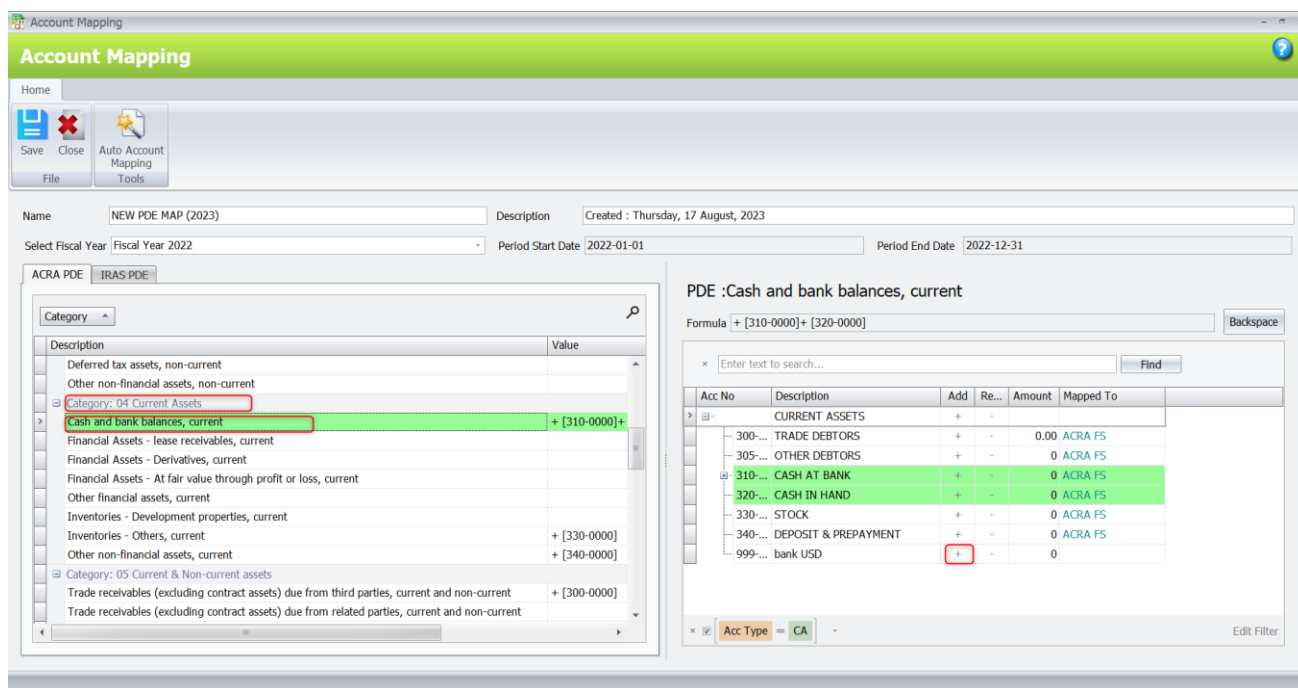 Account Mapping
Account Mapping
Home
Save Close Auto Account Mapping
File Tools
Name NEW PDE MAP (2023) Description Created : Thursday, 17 August, 2023
Select Fiscal Year Fiscal Year 2022 Period Start Date 2022-01-01 Period End Date 2022-12-31
ACRA PDE IRAS PDE
Category
Description Value
Deferred tax assets, non-current
Other non-financial assets, non-current
Category: 04 Current Assets
Cash and bank balances, current + [310-0000]+
Financial Assets - lease receivables, current
Financial Assets - Derivatives, current
Financial Assets - At fair value through profit or loss, current
Other financial assets, current
Inventories - Development properties, current
Inventories - Others, current + [330-0000]
Other non-financial assets, current + [340-0000]
Category: 05 Current & Non-current assets
Trade receivables (excluding contract assets) due from third parties, current and non-current + [300-0000]
Trade receivables (excluding contract assets) due from related parties, current and non-current
PDE :Cash and bank balances, current
Formula + [310-0000]+ [320-0000] Backspace
× Enter text to search... Find
Acc No Description Add Re... Amount Mapped To
CURRENT ASSETS + -
300-... TRADE DEBTORS + - 0.00 ACRA FS
305-... OTHER DEBTORS + - 0 ACRA FS
310-... CASH AT BANK + - 0 ACRA FS
320-... CASH IN HAND + - 0 ACRA FS
330-... STOCK + - 0 ACRA FS
340-... DEPOSIT & PREPAYMENT + - 0 ACRA FS
999-... bank USD + - 0
× Acc Type = CA Edit Filter